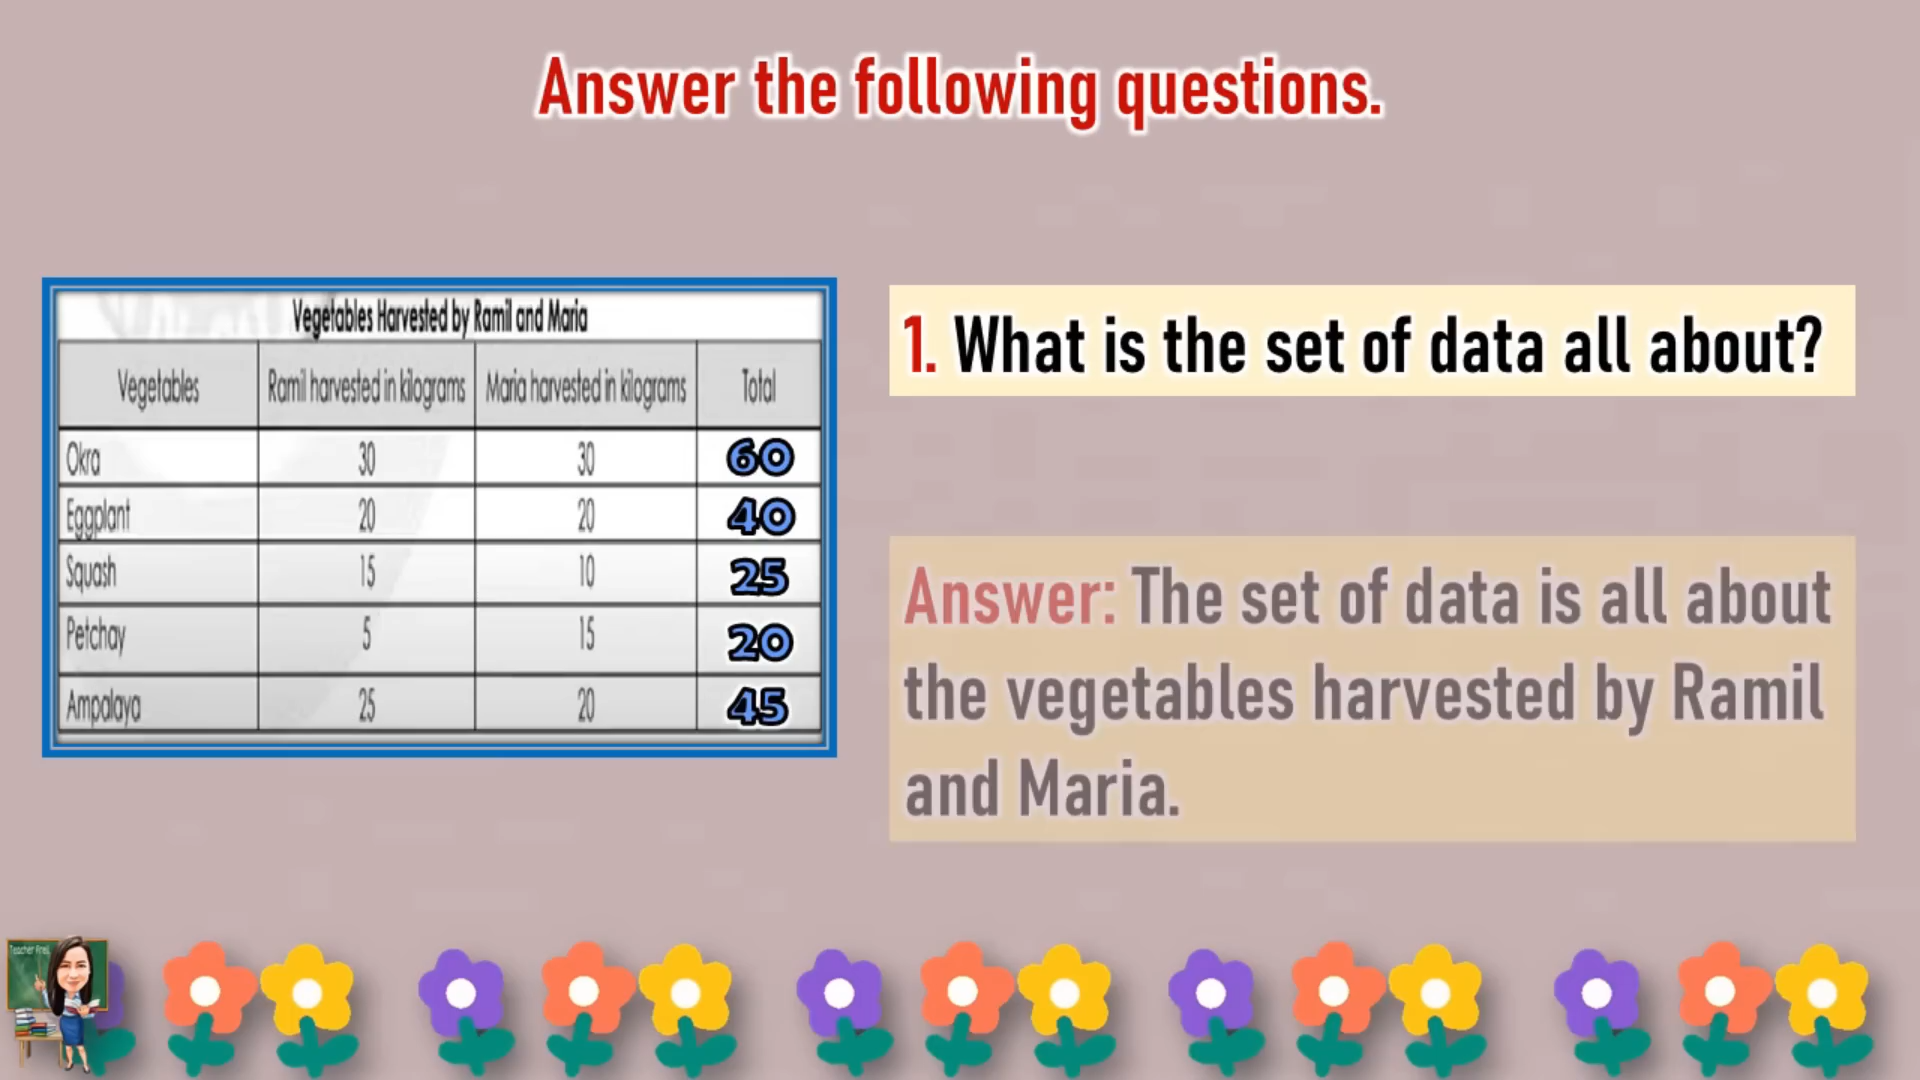 Answer the following questions.
Vegetables Harvested by Ramil and Maria
Vegetables Ramil harvested in kilograms Maria harvested in kilograms Total
Okra 30 30 60
Eggplant 20 20 40
Squash 15 10 25
Petchay 5 15 20
Ampalaya 25 20 45
1. What is the set of data all about?
Answer: The set of data is all about
the vegetables harvested by Ramil
and Maria.
Teacher